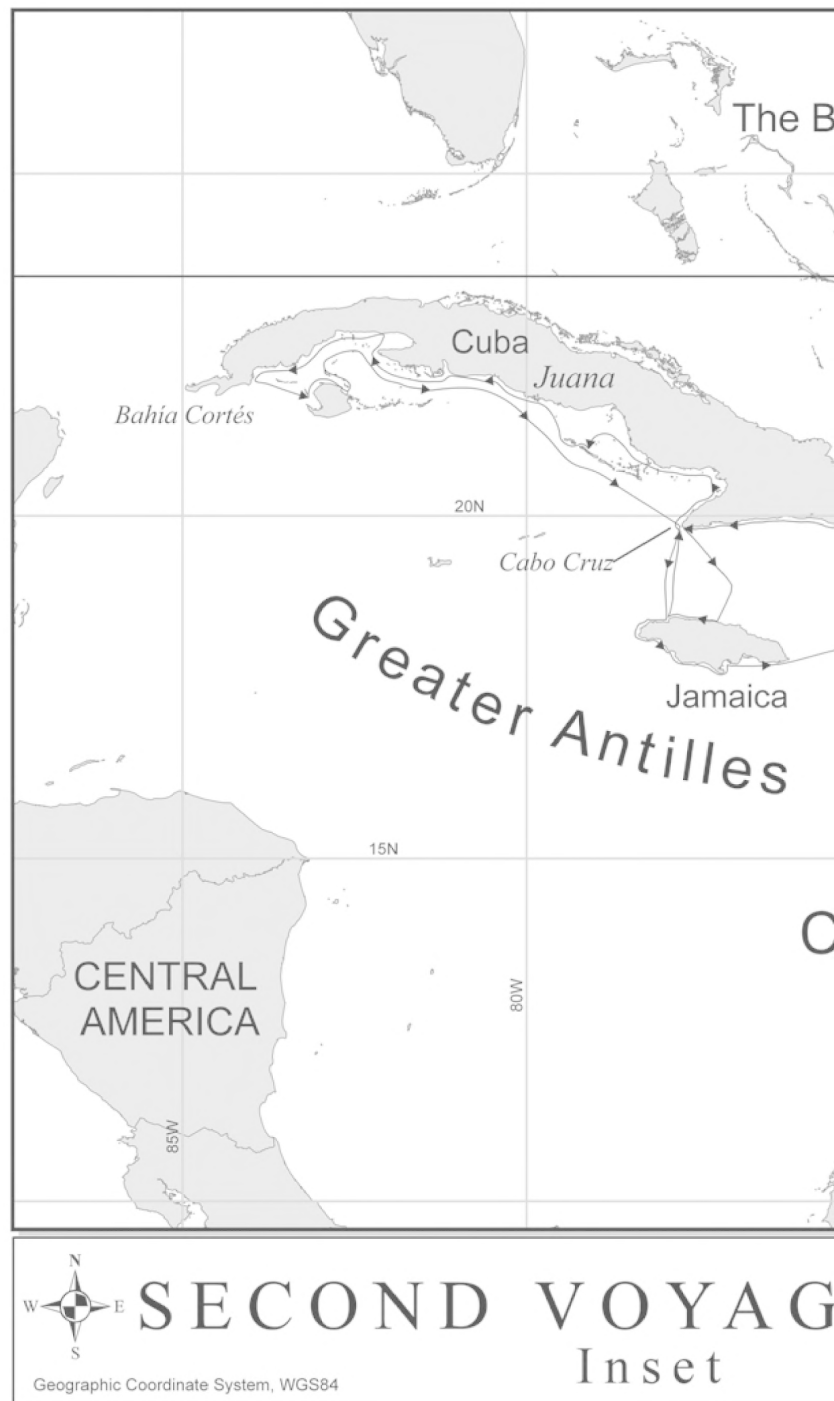 The B
Cuba
Juana
Bahía Cortés
20N
Cabo Cruz
Greater Antilles
Jamaica
15N
C
CENTRAL
AMERICA
80W
85W
N
W E
S
SECOND VOYAG
Inset
Geographic Coordinate System, WGS84